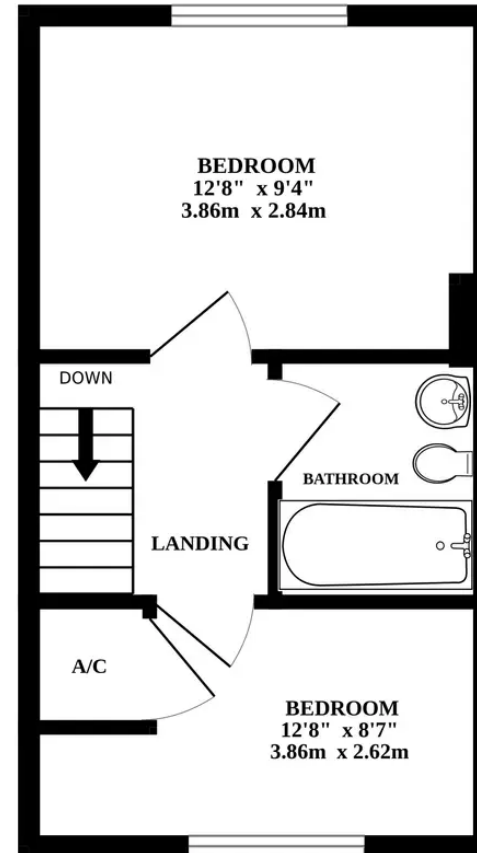 BEDROOM
12'8" x 9'4"
3.86m x 2.84m
DOWN
BATHROOM
LANDING
A/C
BEDROOM
12'8" x 8'7"
3.86m x 2.62m